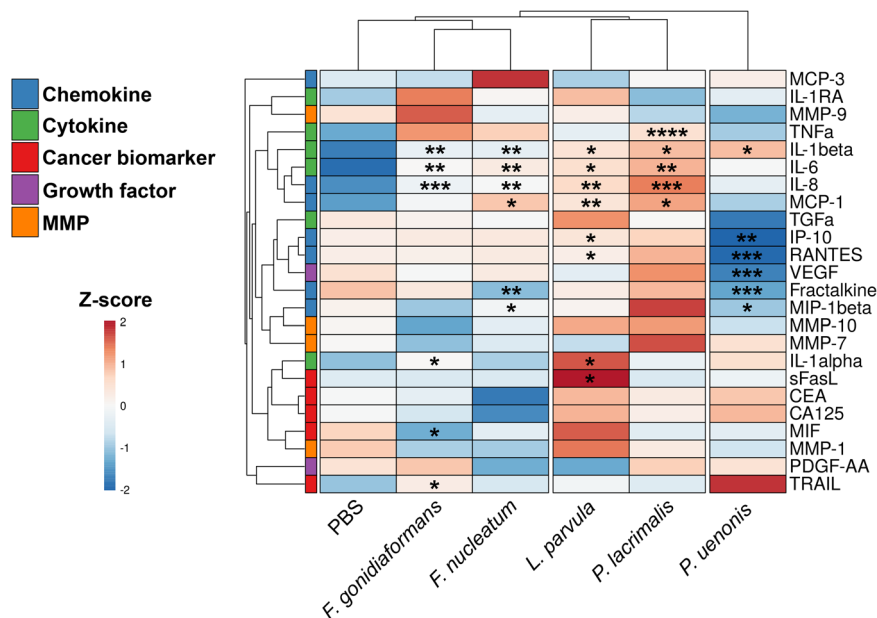 Chemokine
Cytokine
Cancer biomarker
Growth factor
MMP
Z-score
2
1
0
-1
-2
MCP-3
IL-1RA
MMP-9
**** TNFa
** ** * * * IL-1beta
** ** * ** IL-6
*** ** ** *** IL-8
* ** * MCP-1
TGFa
* ** IP-10
* *** RANTES
*** VEGF
** *** Fractalkine
* * MIP-1beta
MMP-10
MMP-7
* * IL-1alpha
* sFasL
CEA
CA125
* MIF
MMP-1
PDGF-AA
* TRAIL
PBS
F. gonidiaformans
F. nucleatum
L. parvula
P. lacrimalis
P. uenonis